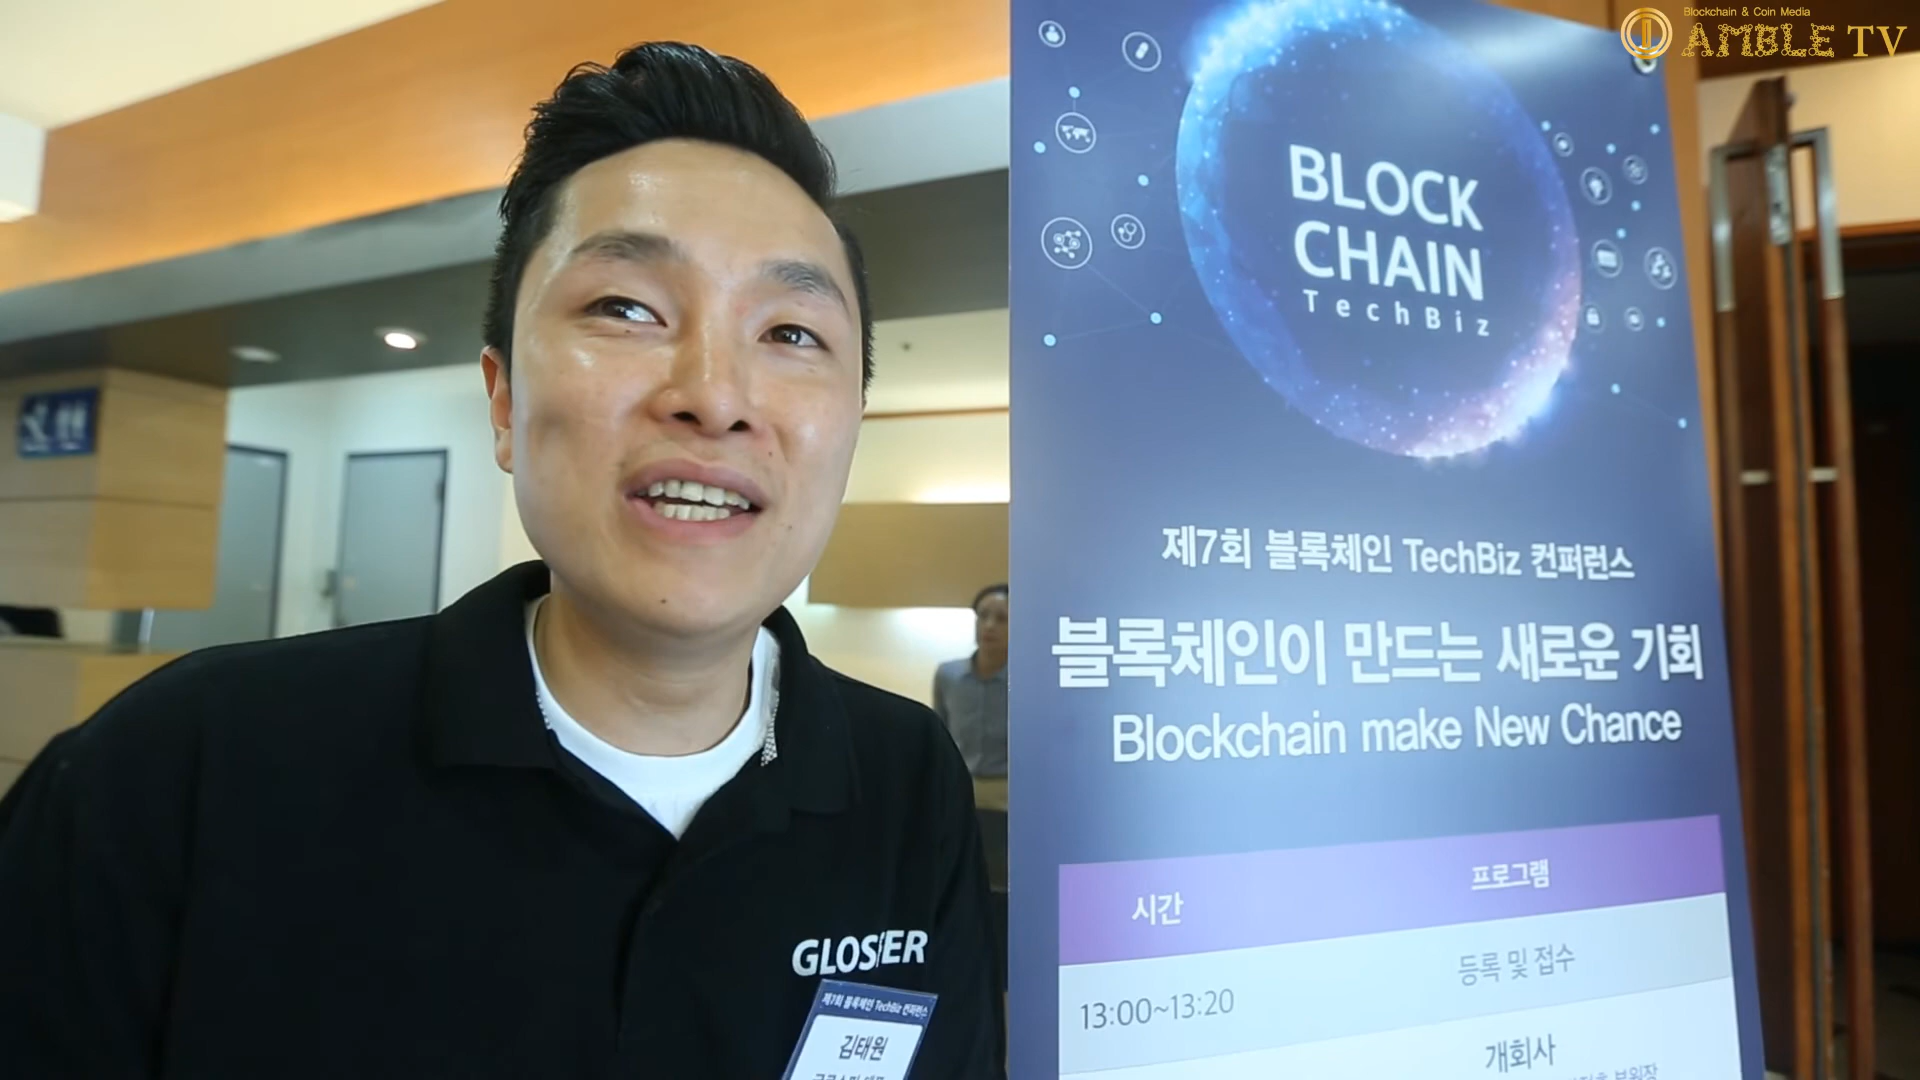 Blockchain & Coin Media
AMBLE TV
BLOCK
CHAIN
TechBiz
제7회 블록체인 TechBiz 컨퍼런스
블록체인이 만드는 새로운 기회
Blockchain make New Chance
시간 프로그램
등록 및 접수
13:00~13:20
개회사
GLOSFER
제7회 블록체인 TechBiz 컨퍼런스
김태원